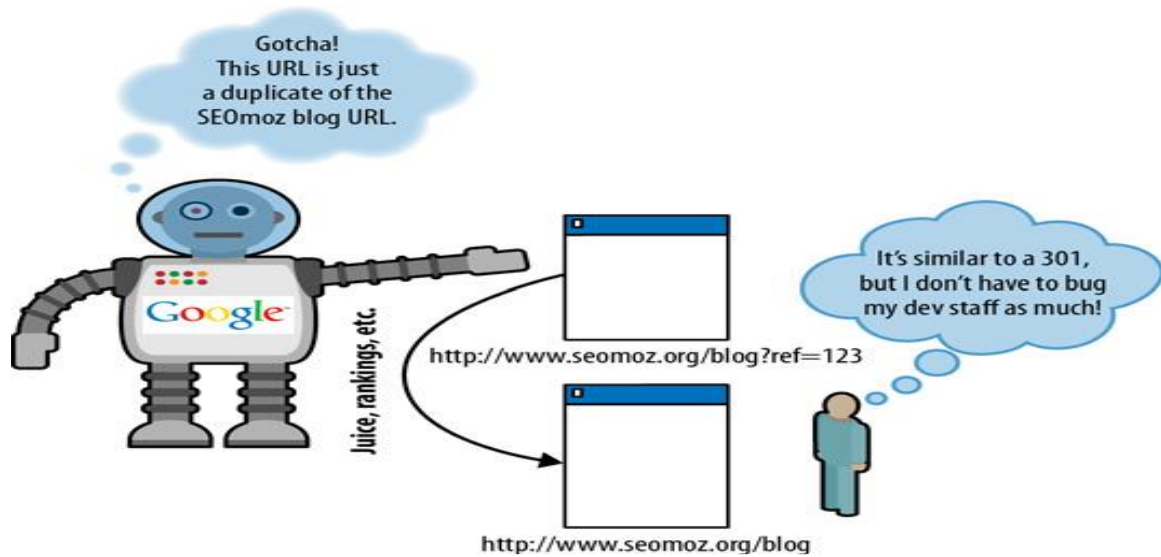 Gotcha!
This URL is just
a duplicate of the
SEOmoz blog URL.
Google
Juice, rankings, etc.
http://www.seomoz.org/blog?ref=123
It's similar to a 301,
but I don't have to bug
my dev staff as much!
http://www.seomoz.org/blog